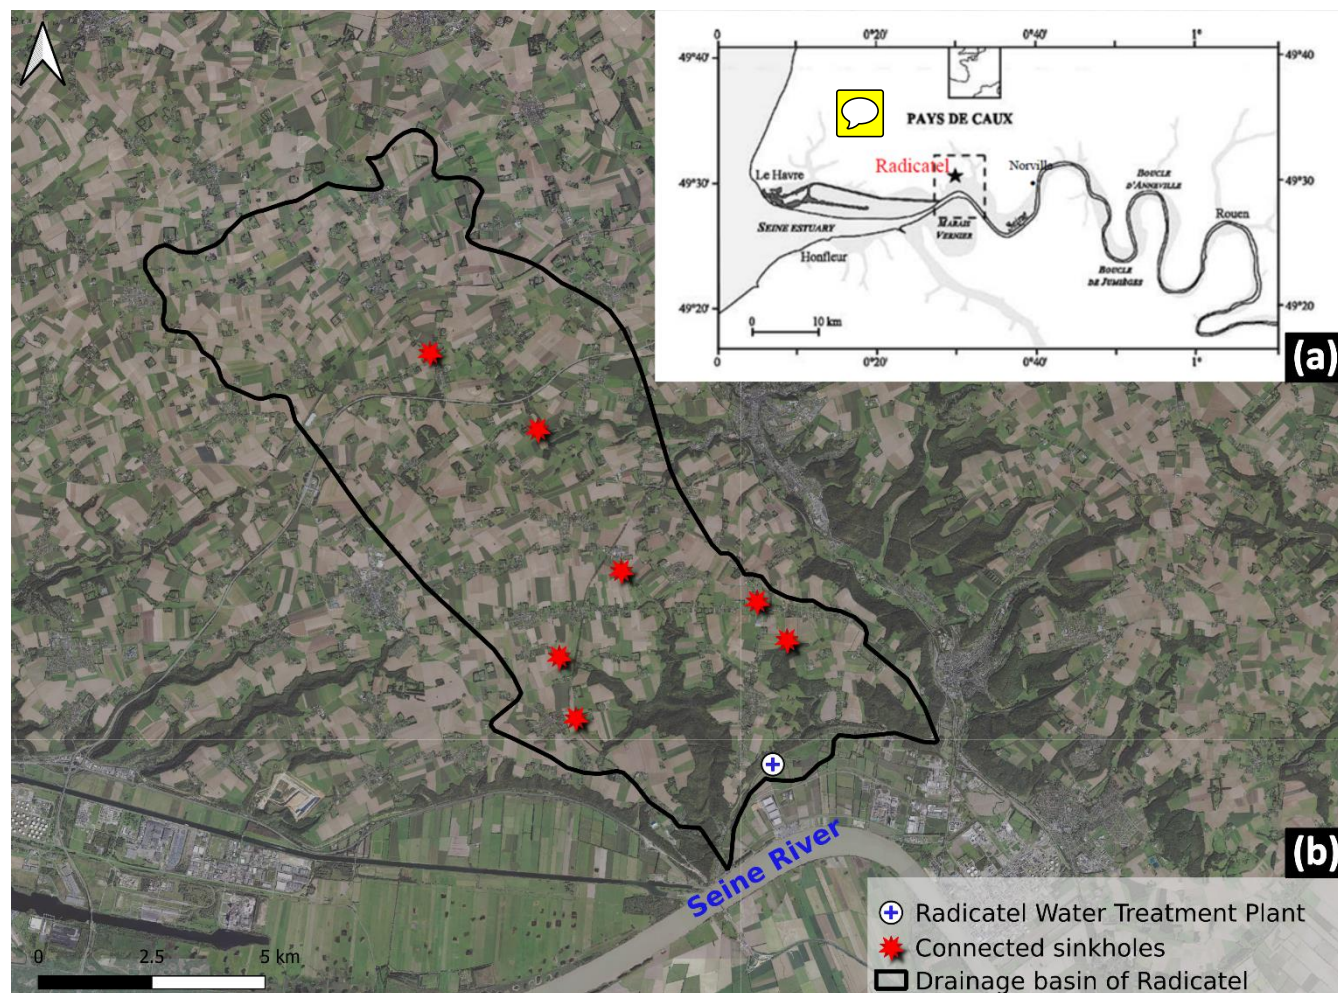 0°20'
0°40'
1°
49°40'
49°40
PAYS DE CAUX
Radicatel
Norville
BOUCLE
D'ANNEVILLE
Le Havre
49°30'
49°30
Rouen
SEINE ESTUARY
MARAIS
VERNIER
Honfleur
BOUCLE
DE JUMIÈGES
49°20'
49°20
0 10 km
0
0°20'
0°40'
1°
(a)
Seine River
(b)
0 2.5 5 km
Radicatel Water Treatment Plant
Connected sinkholes
Drainage basin of Radicatel